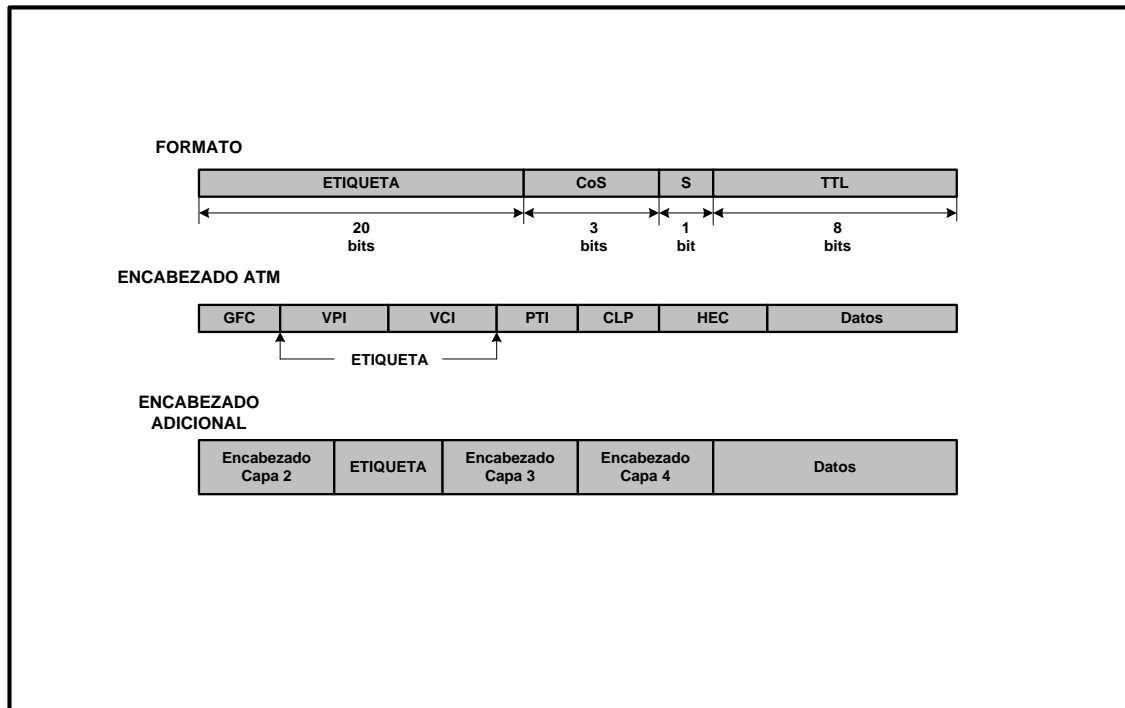 FORMATO
ETIQUETA CoS S TTL
20 3 1 8
bits bits bit bits
ENCABEZADO ATM
GFC VPI VCI PTI CLP HEC Datos
ETIQUETA
ENCABEZADO
ADICIONAL
Encabezado Capa 2 ETIQUETA Encabezado Capa 3 Encabezado Capa 4 Datos